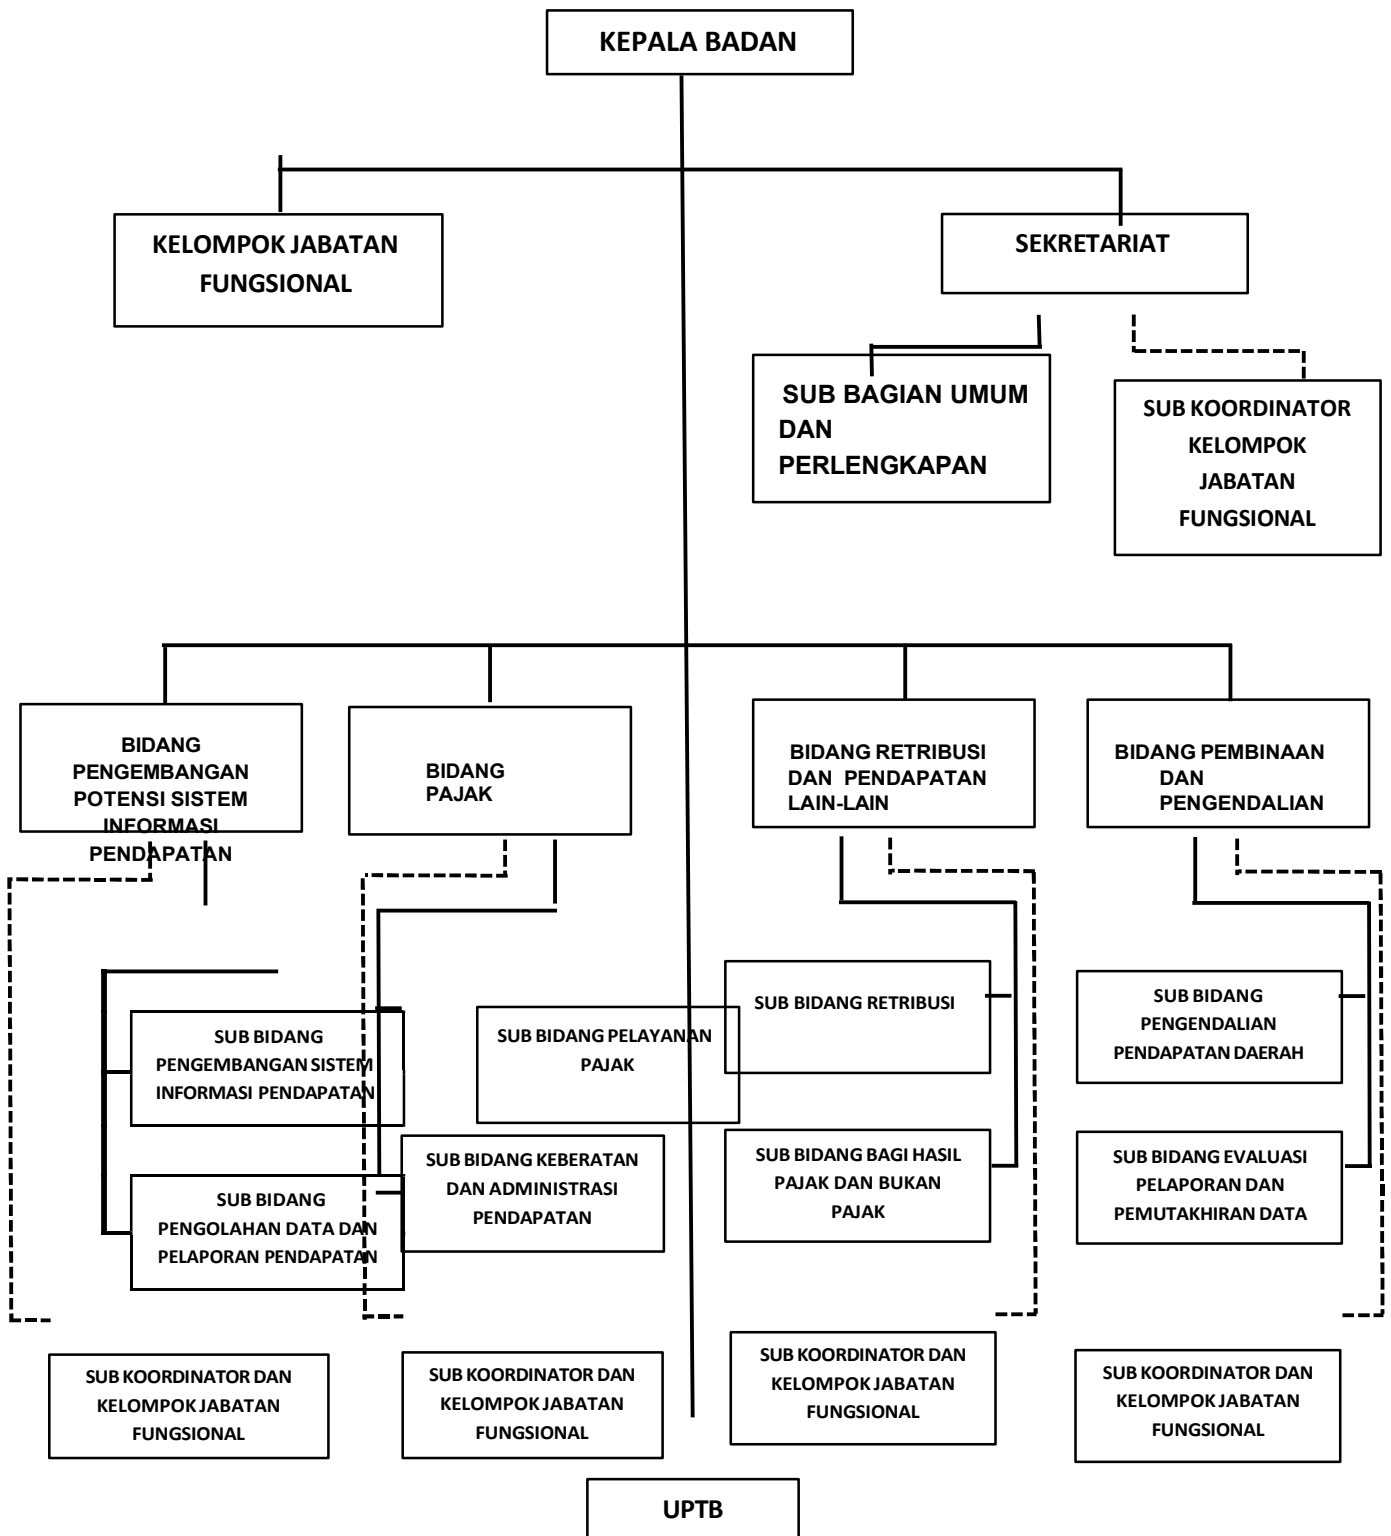 KEPALA BADAN
KELOMPOK JABATAN
FUNGSIONAL
SEKRETARIAT
SUB BAGIAN UMUM
DAN
PERLENGKAPAN
SUB KOORDINATOR
KELOMPOK
JABATAN
FUNGSIONAL
BIDANG
PENGEMBANGAN
POTENSI SISTEM
INFORMASI
PENDAPATAN
BIDANG
PAJAK
BIDANG RETRIBUSI
DAN PENDAPATAN
LAIN-LAIN
BIDANG PEMBINAAN
DAN
PENGENDALIAN
SUB BIDANG
PENGEMBANGAN SISTEM
INFORMASI PENDAPATAN
SUB BIDANG PELAYANAN
PAJAK
SUB BIDANG RETRIBUSI
SUB BIDANG
PENGENDALIAN
PENDAPATAN DAERAH
SUB BIDANG
PENGOLAHAN DATA DAN
PELAPORAN PENDAPATAN
SUB BIDANG KEBERATAN
DAN ADMINISTRASI
PENDAPATAN
SUB BIDANG BAGI HASIL
PAJAK DAN BUKAN
PAJAK
SUB BIDANG EVALUASI
PELAPORAN DAN
PEMUTAKHIRAN DATA
SUB KOORDINATOR DAN
KELOMPOK JABATAN
FUNGSIONAL
SUB KOORDINATOR DAN
KELOMPOK JABATAN
FUNGSIONAL
SUB KOORDINATOR DAN
KELOMPOK JABATAN
FUNGSIONAL
SUB KOORDINATOR DAN
KELOMPOK JABATAN
FUNGSIONAL
UPTB